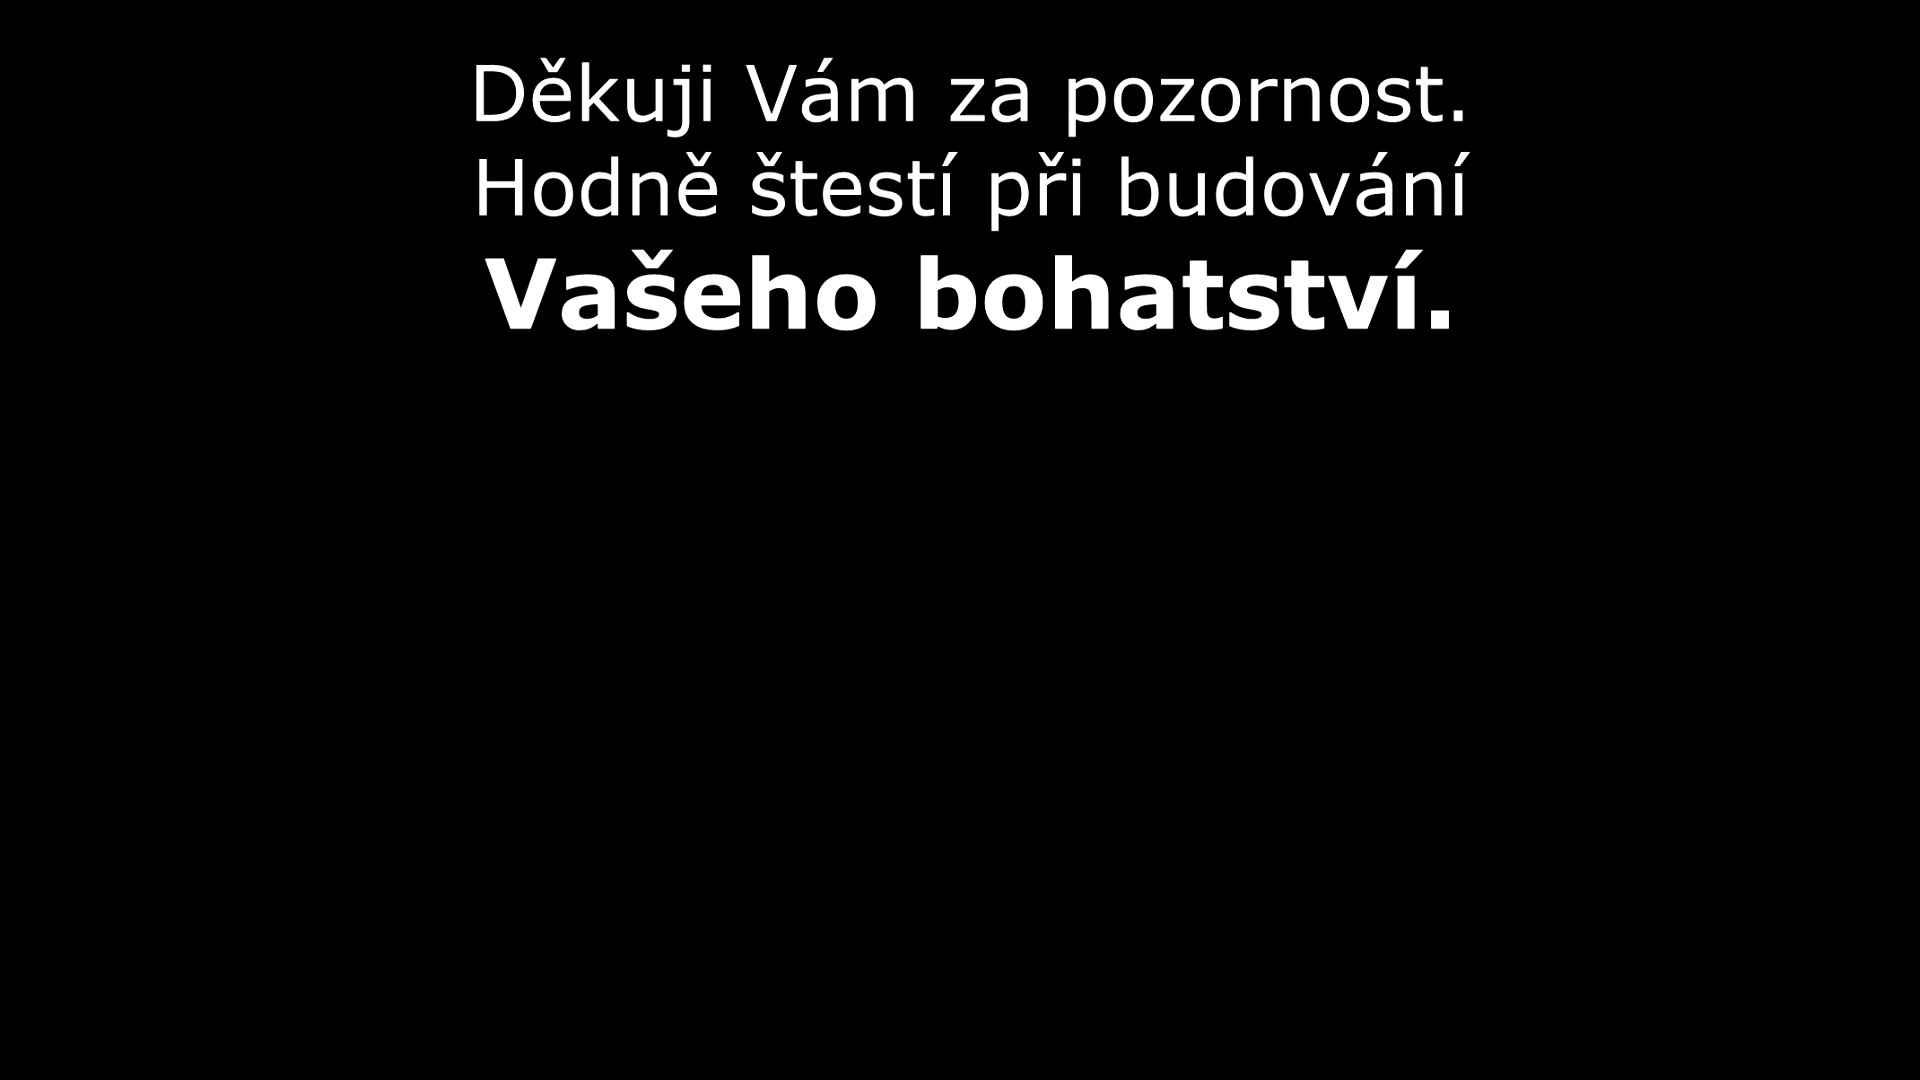 Děkuji Vám za pozornost.
Hodně štestí při budování
Vašeho bohatství.